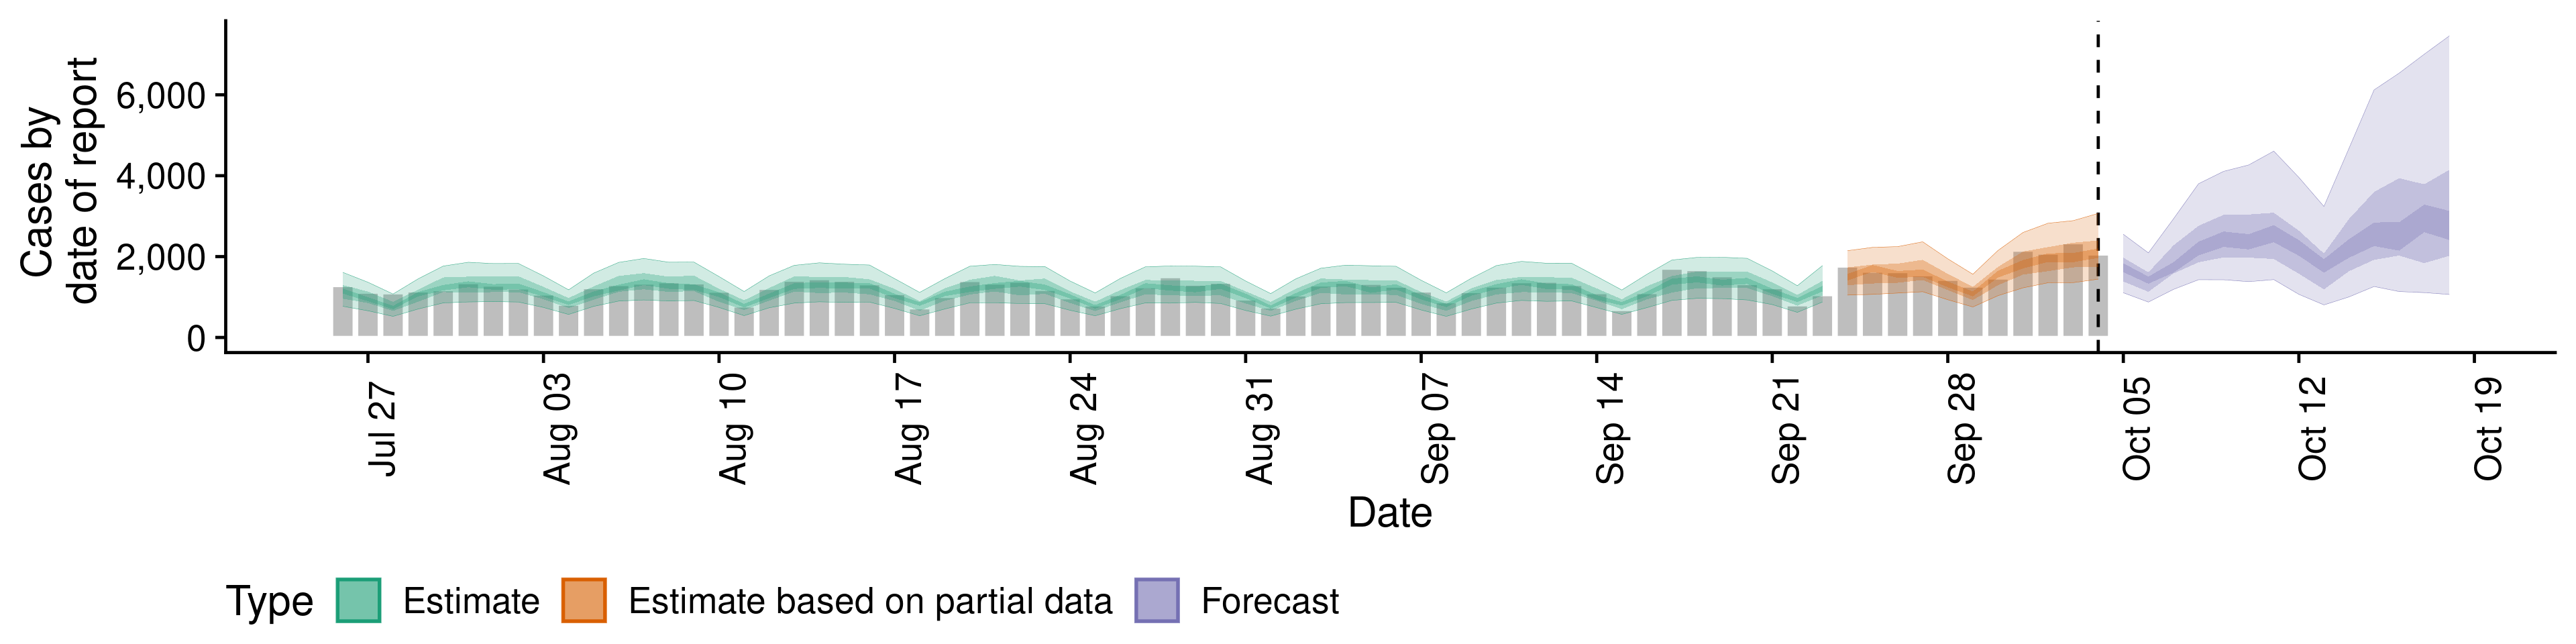 Cases by
date of report
6,000
4,000
2,000
0
Jul 27
Aug 03
Aug 10
Aug 17
Aug 24
Aug 31
Sep 07
Sep 14
Sep 21
Sep 28
Oct 05
Oct 12
Oct 19
Date
Type Estimate Estimate based on partial data Forecast